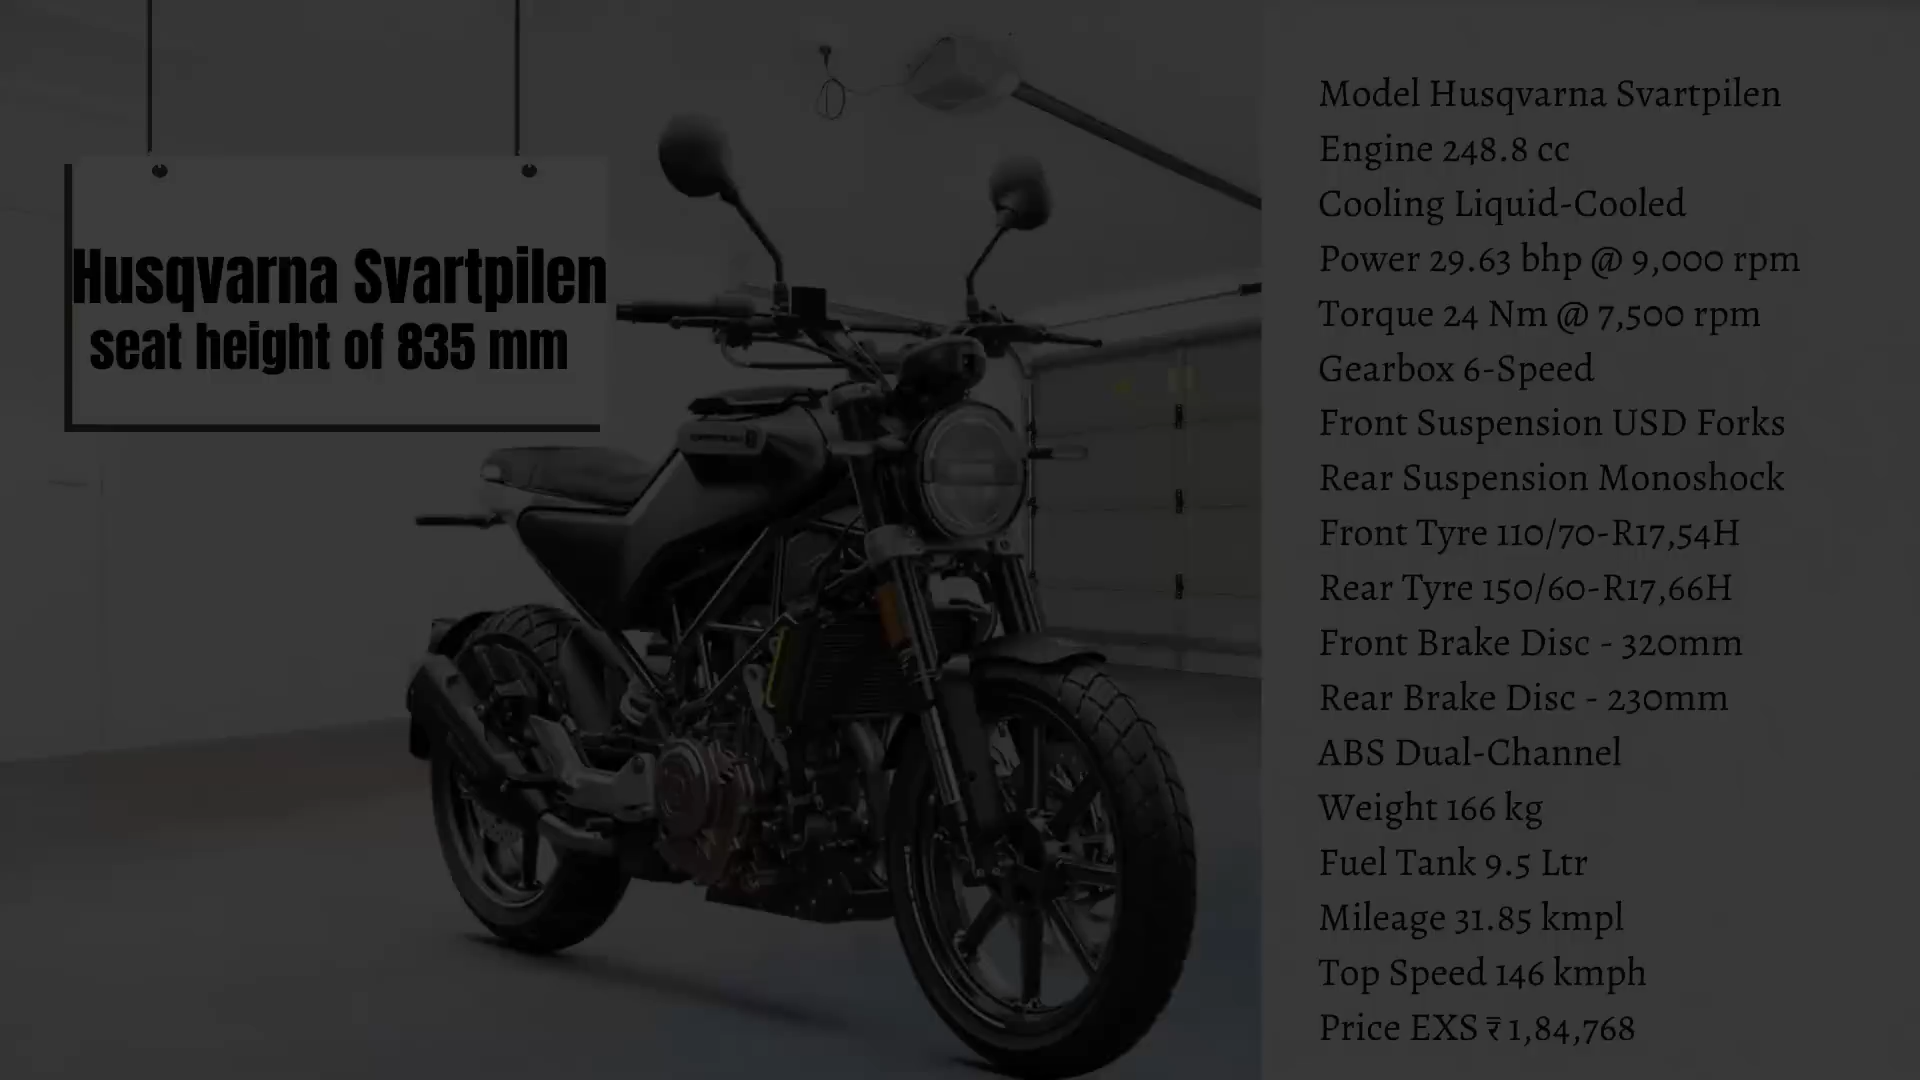 Husqvarna Svartpilen
seat height of 835 mm
Model Husqvarna Svartpilen
Engine 248.8 cc
Cooling Liquid-Cooled
Power 29.63 bhp @ 9,000 rpm
Torque 24 Nm @ 7,500 rpm
Gearbox 6-Speed
Front Suspension USD Forks
Rear Suspension Monoshock
Front Tyre 110/70-R17,54H
Rear Tyre 150/60-R17,66H
Front Brake Disc - 320mm
Rear Brake Disc - 230mm
ABS Dual-Channel
Weight 166 kg
Fuel Tank 9.5 Ltr
Mileage 31.85 kmpl
Top Speed 146 kmph
Price EXS ₹ 1,84,768